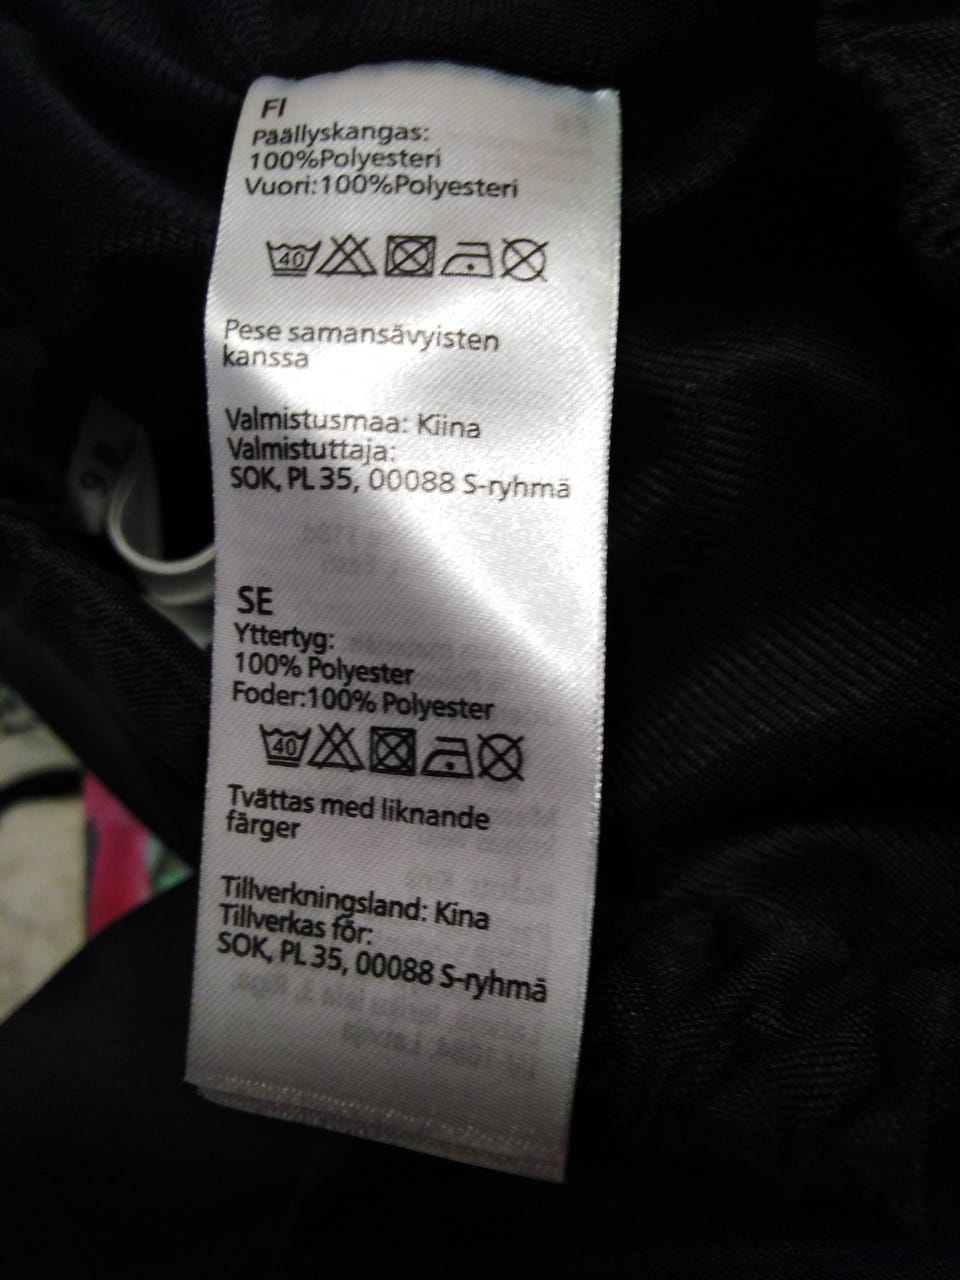 FI
Päällyskangas:
100%Polyesteri
Vuori:100%Polyesteri
40
Pese samansävyisten
kanssa
Valmistusmaa: Kiina
Valmistuttaja:
SOK, PL 35, 00088 S-ryhmä
SE
Yttertyg:
100% Polyester
Foder:100% Polyester
40
Tvättas med liknande
färger
Tillverkningsland: Kina
Tillverkas för:
SOK, PL 35, 00088 S-ryhmä